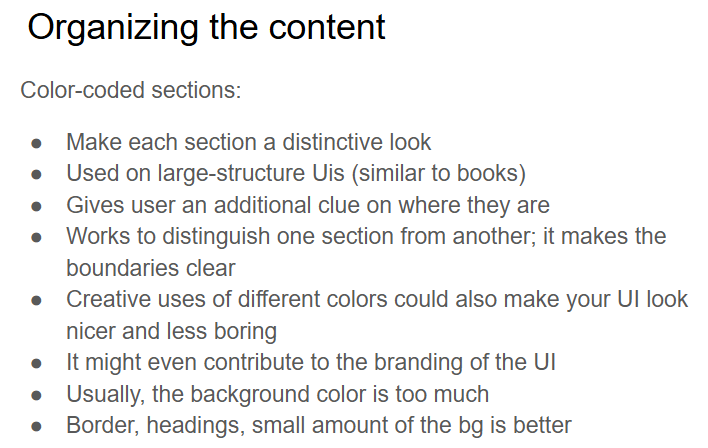 Organizing the content
Color-coded sections:
● Make each section a distinctive look
● Used on large-structure Uis (similar to books)
● Gives user an additional clue on where they are
● Works to distinguish one section from another; it makes the
boundaries clear
● Creative uses of different colors could also make your UI look
nicer and less boring
● It might even contribute to the branding of the UI
● Usually, the background color is too much
● Border, headings, small amount of the bg is better